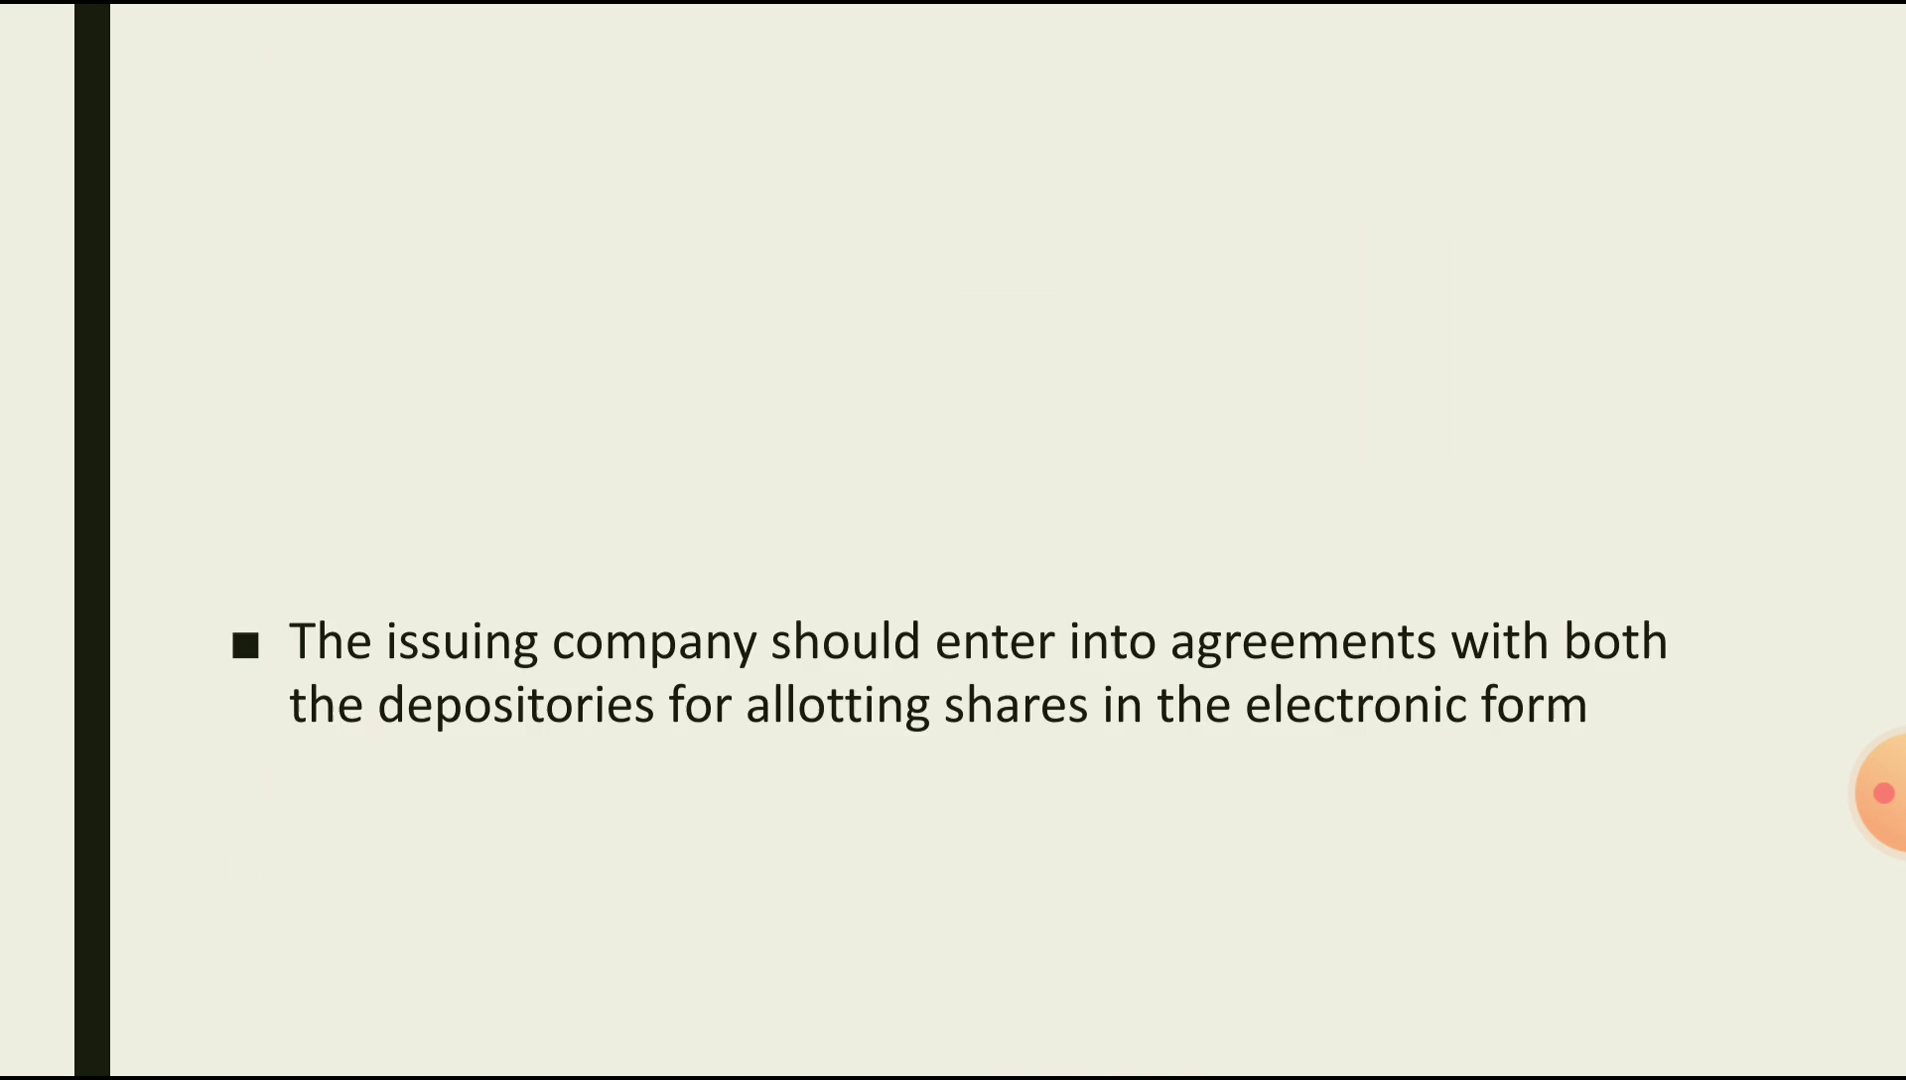 ■ The issuing company should enter into agreements with both
the depositories for allotting shares in the electronic form